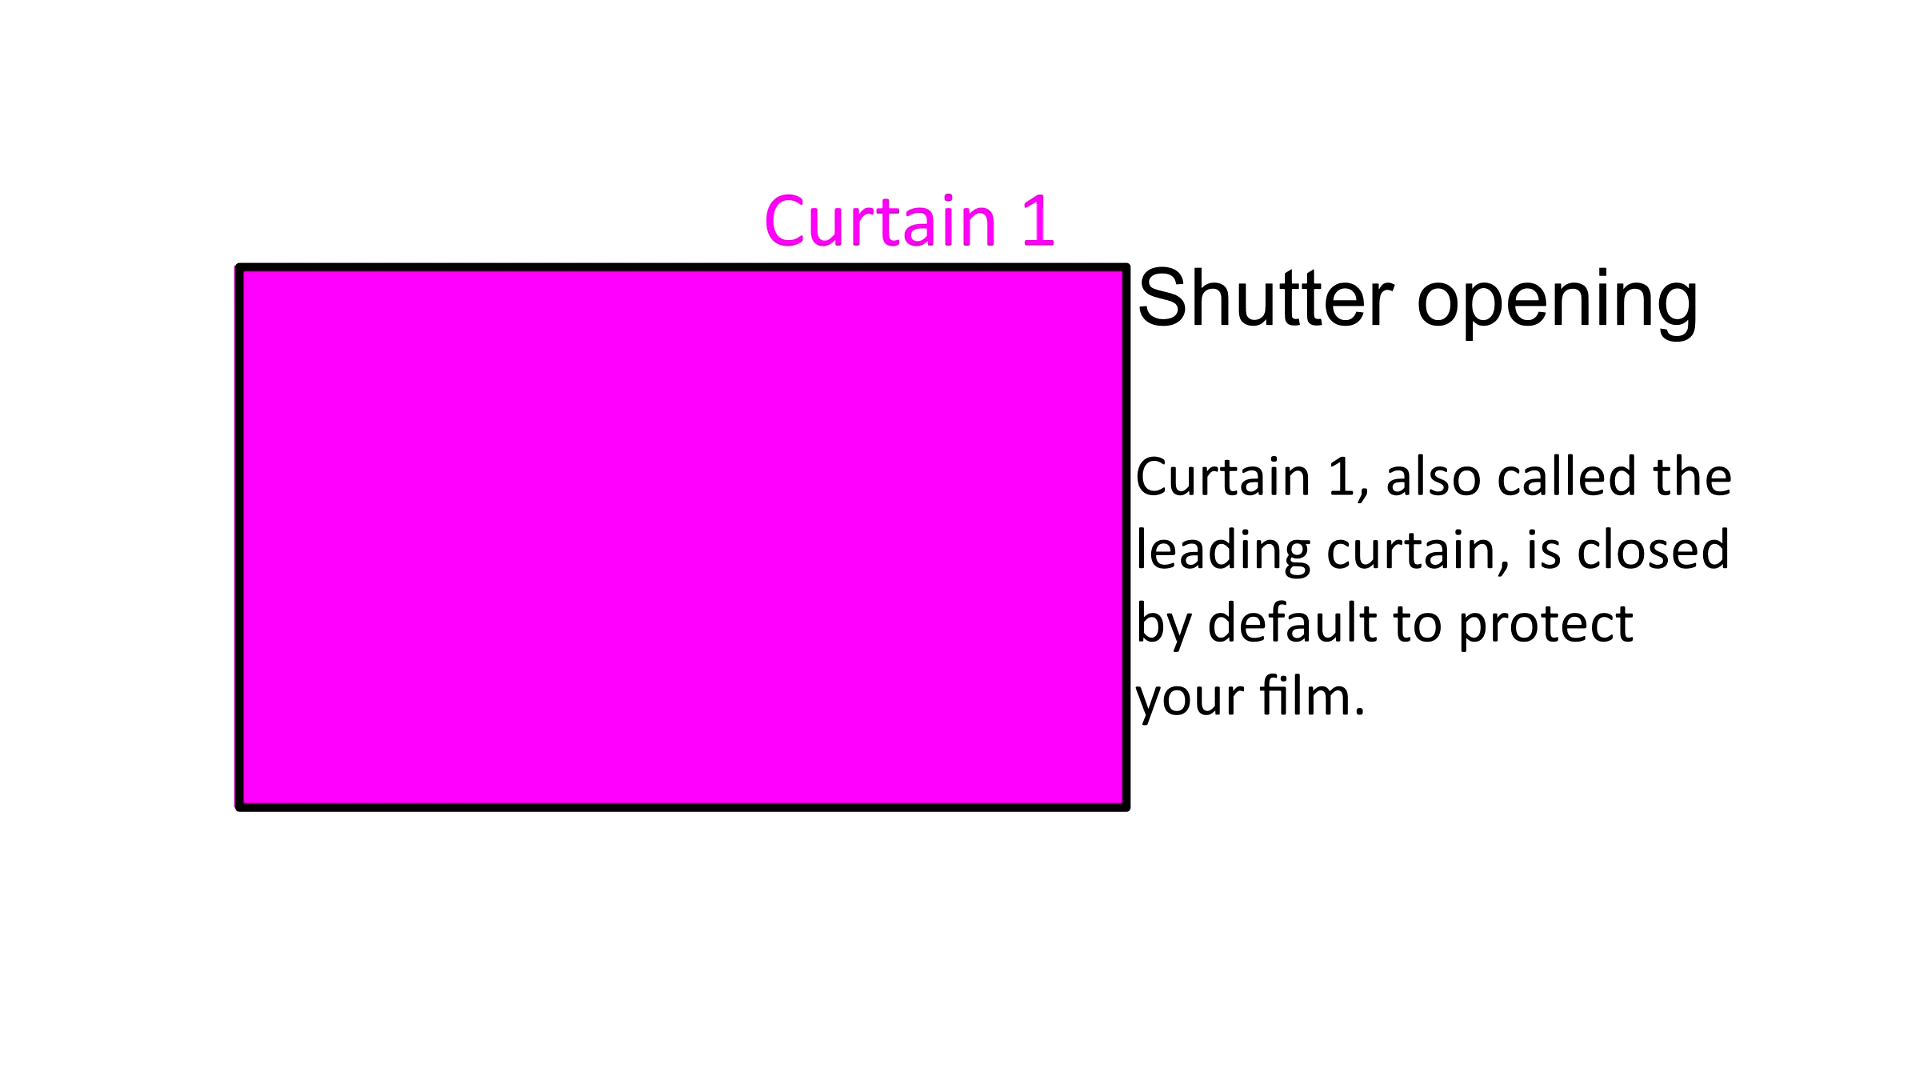 Curtain 1
Shutter opening
Curtain 1, also called the
leading curtain, is closed
by default to protect
your film.